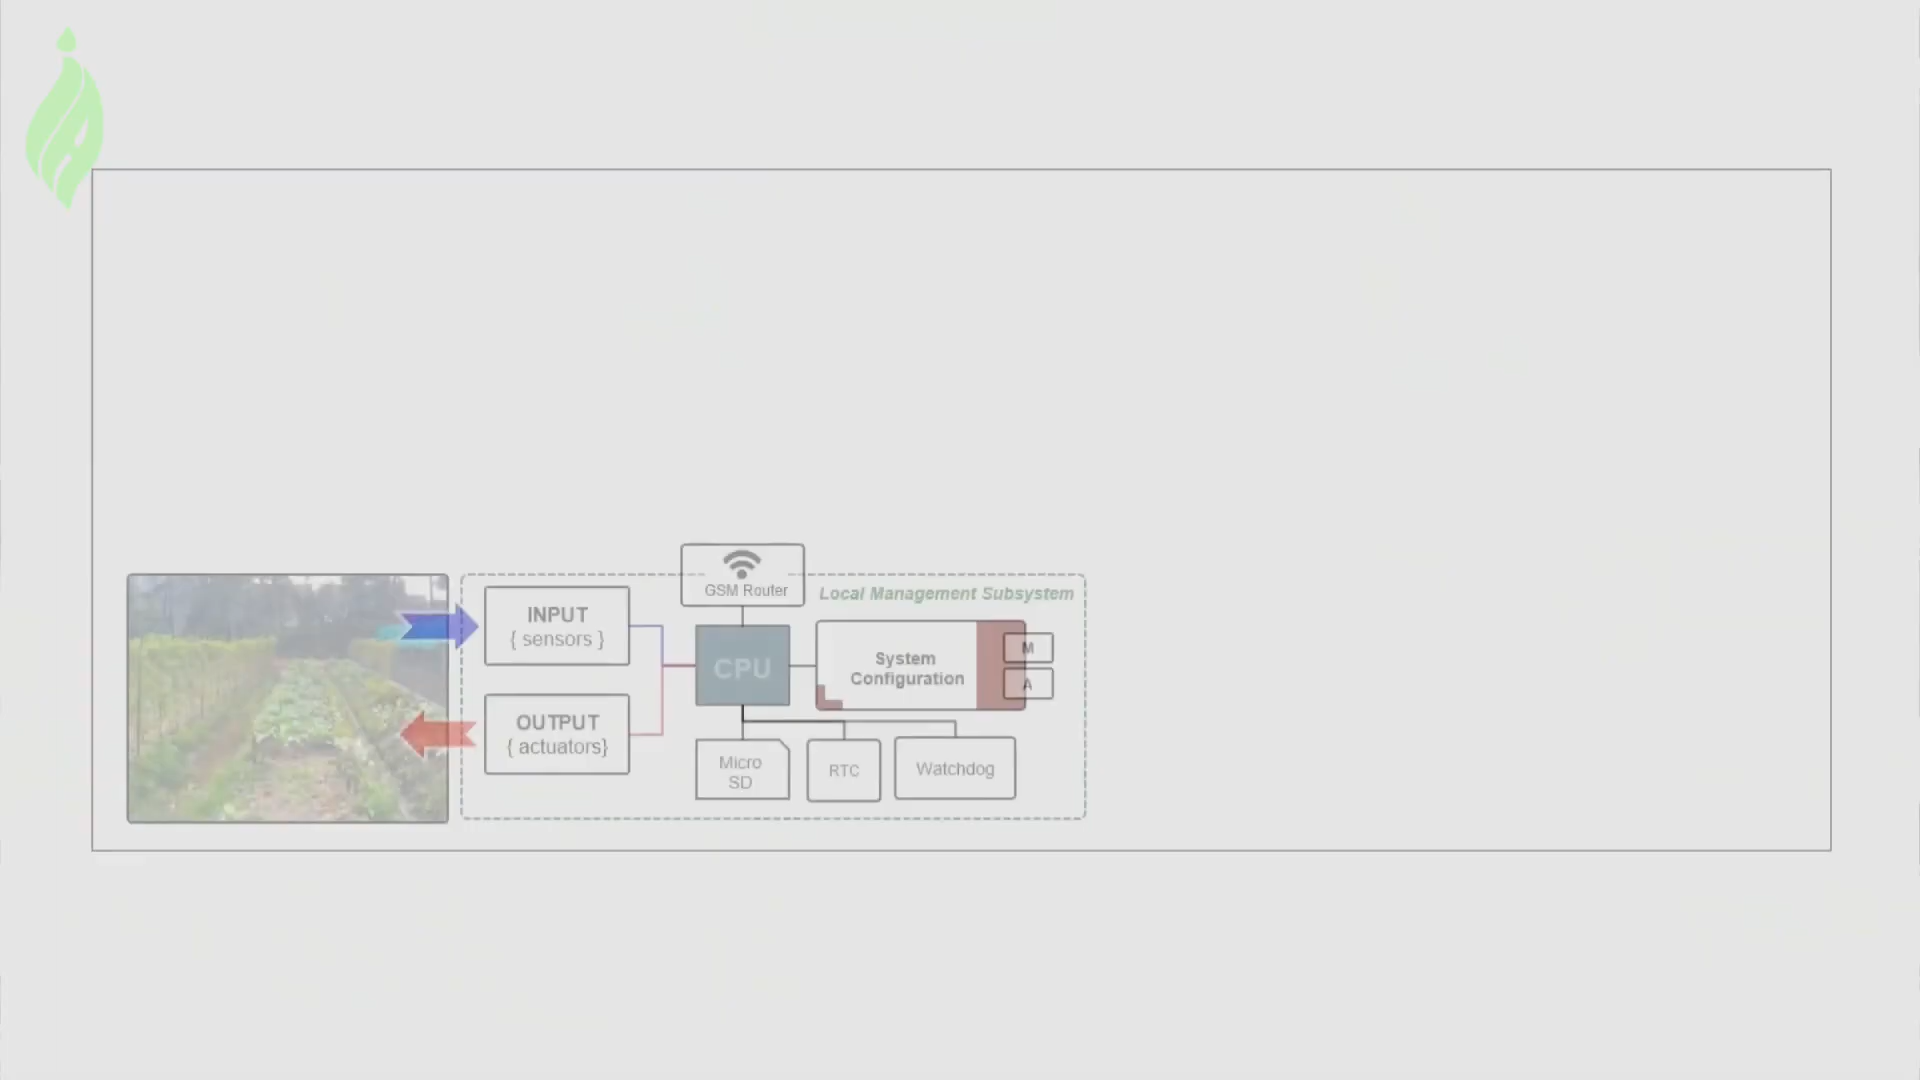 GSM Router
Local Management Subsystem
INPUT
{ sensors }
CPU
System
Configuration
M
A
OUTPUT
{ actuators}
Micro
SD
RTC
Watchdog